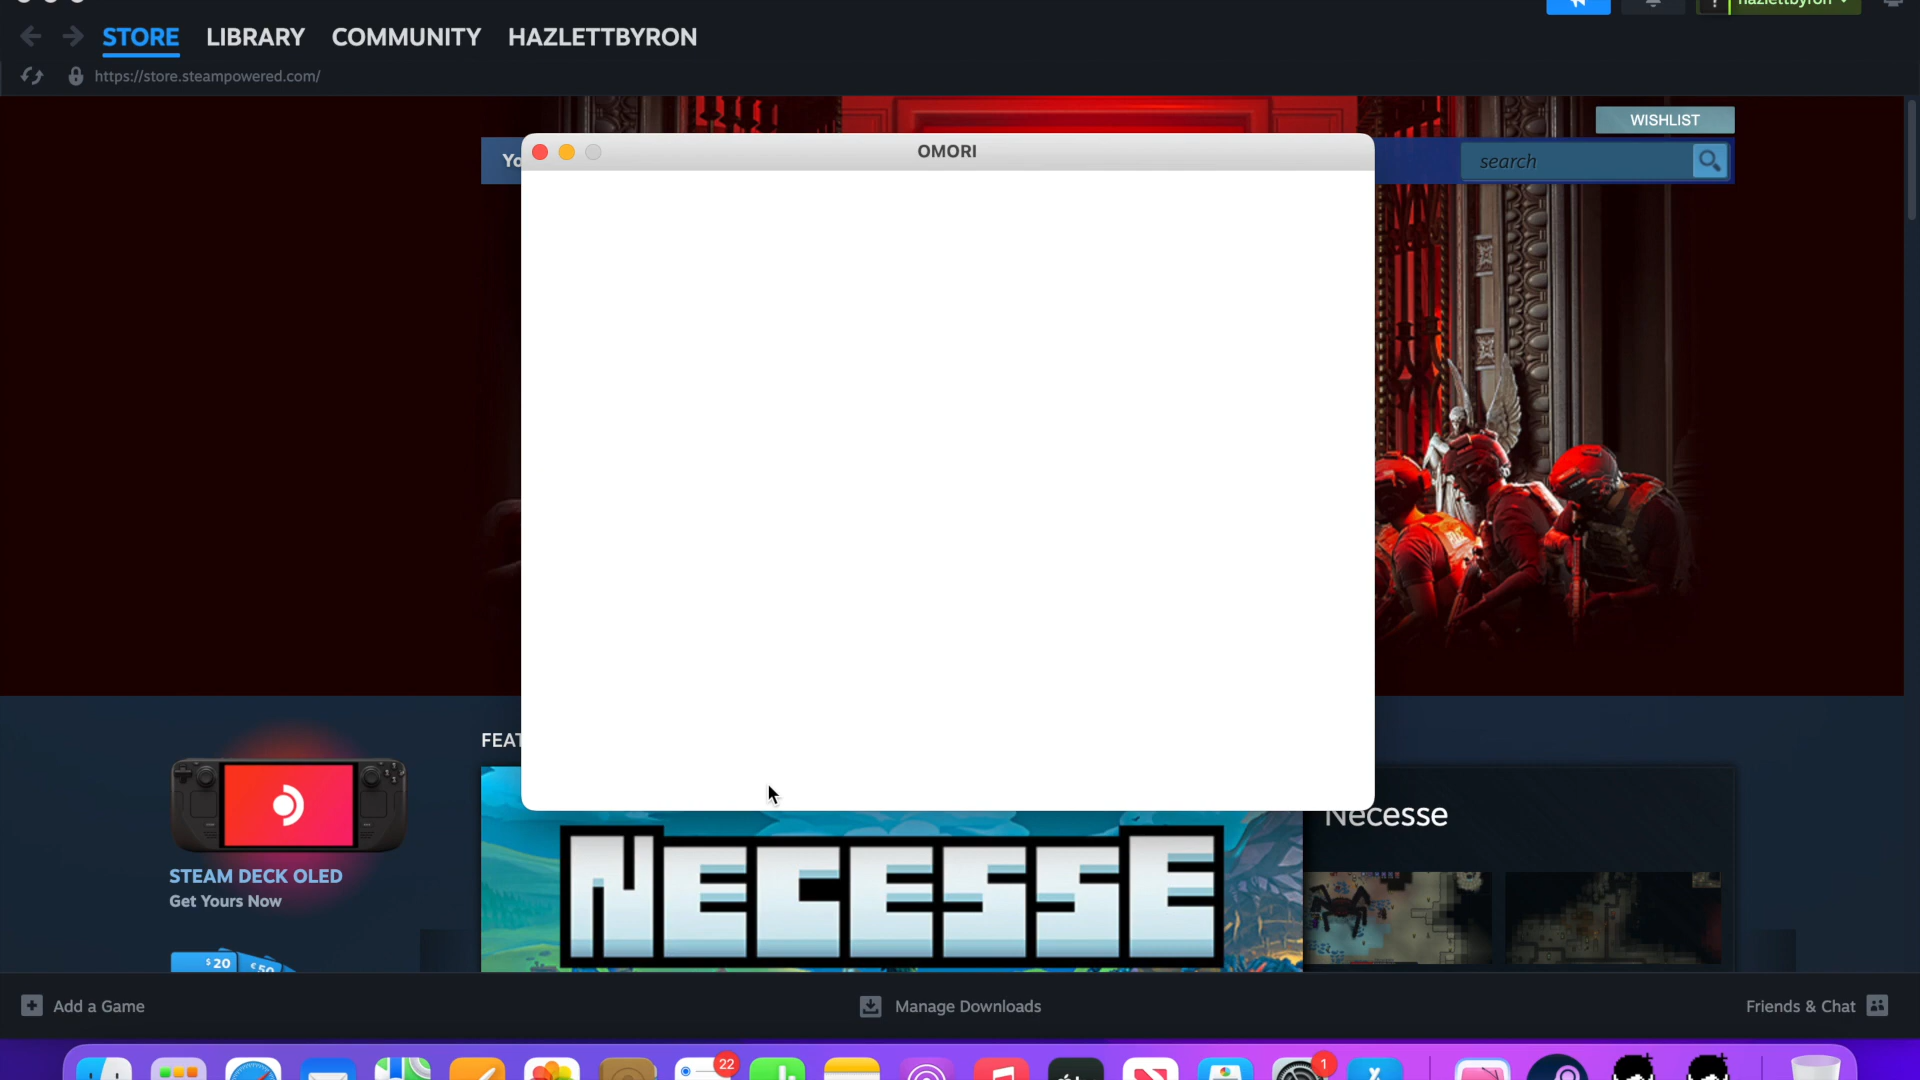 STORE LIBRARY COMMUNITY HAZLETTBYRON
https://store.steampowered.com/
WISHLIST
OMORI
search
FEAT
Necesse
NECESSE
STEAM DECK OLED
Get Yours Now
$20
Add a Game
Manage Downloads
Friends & Chat
22
1